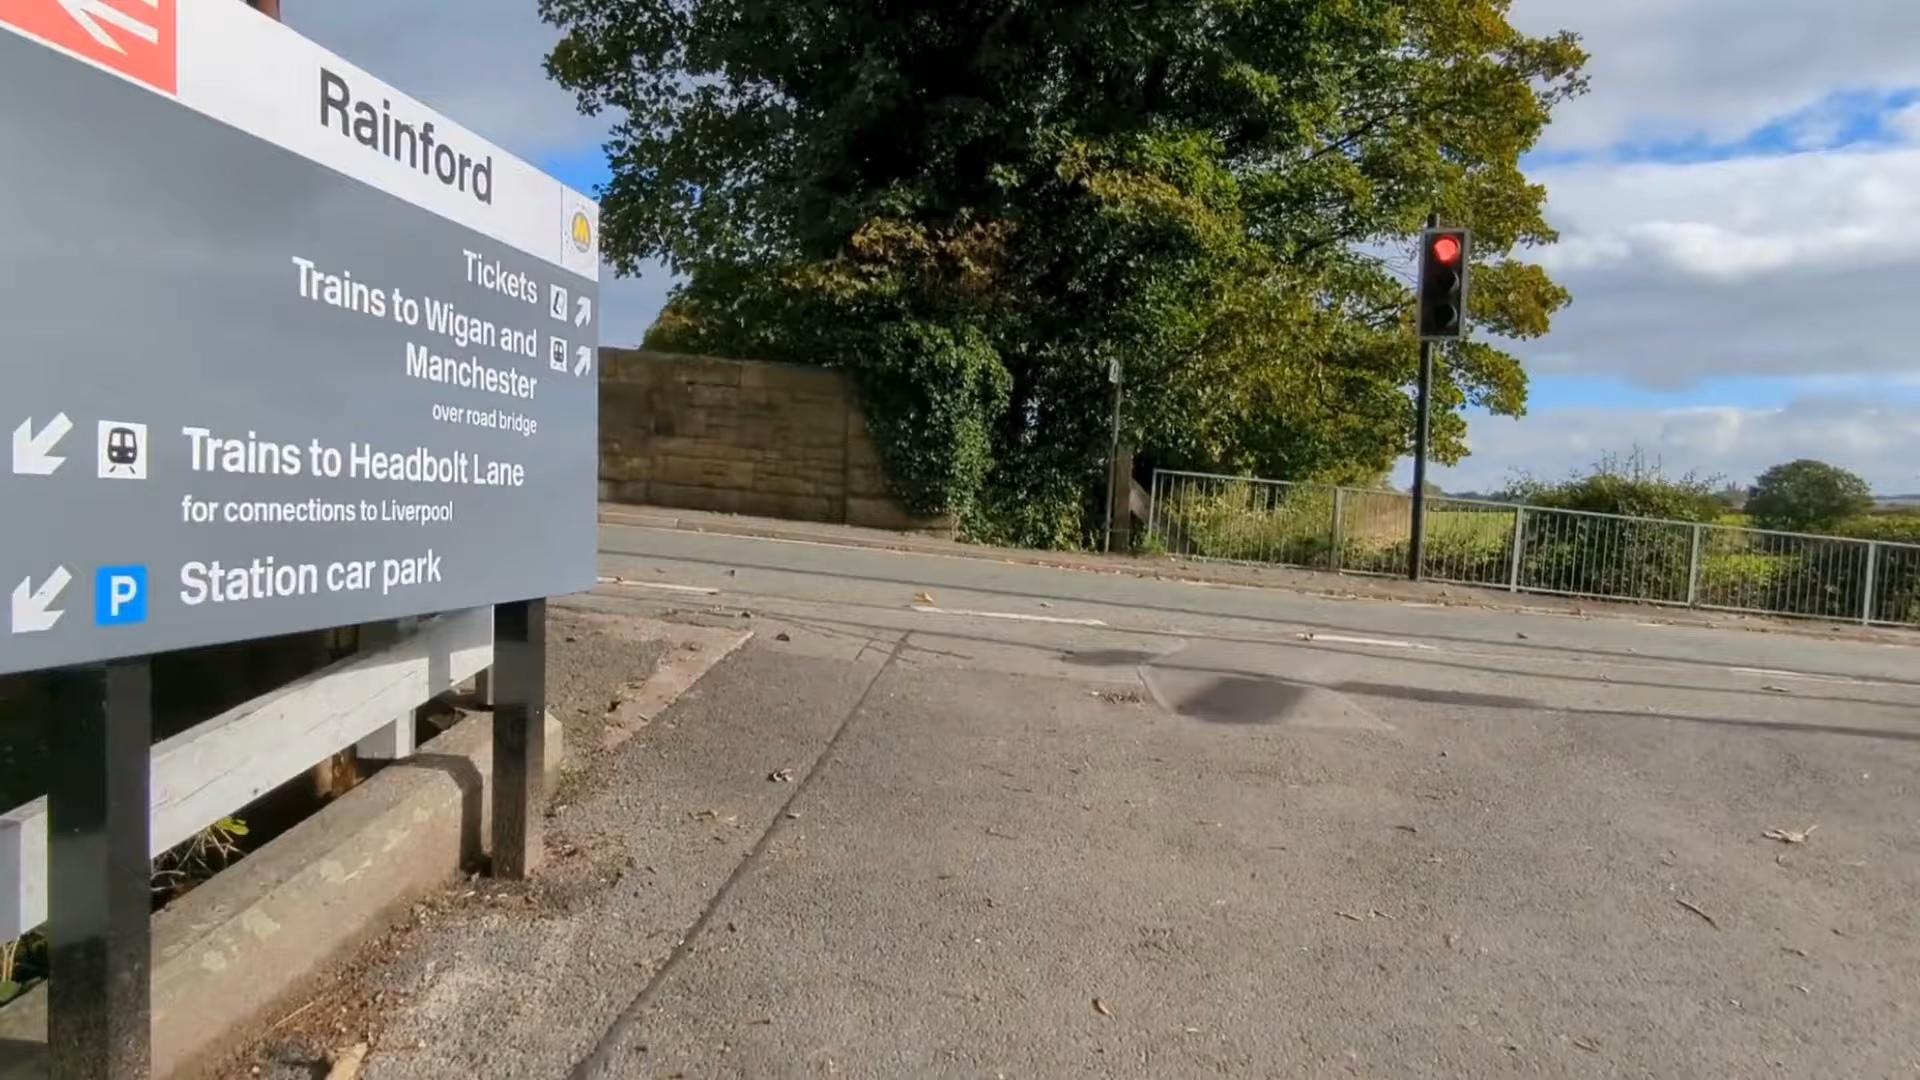 Rainford
M
Tickets
Trains to Wigan and
Manchester
over road bridge
Trains to Headbolt Lane
for connections to Liverpool
P Station car park